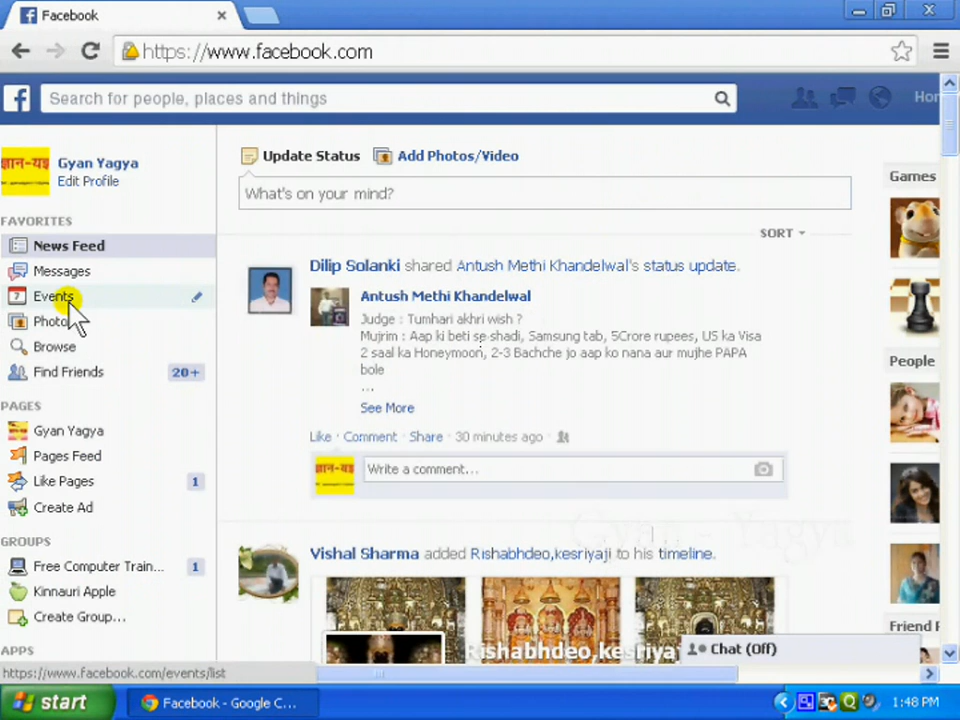 Facebook
https://www.facebook.com
Search for people, places and things
Gyan Yagya
Edit Profile
Update Status
Add Photos/Video
What's on your mind?
FAVORITES
News Feed
Messages
7 Events
Browse
Find Friends 20+
PAGES
Gyan Yagya
Pages Feed
Like Pages 1
Create Ad
GROUPS
Free Computer Train... 1
Kinnauri Apple
Create Group...
APPS
SORT
Dilip Solanki shared Antush Methi Khandelwal's status update.
Antush Methi Khandelwal
Judge : Tumhari akhri wish ?
Mujrim : Aap ki beti se shadi, Samsung tab, 5Crore rupees, US ka Visa
2 saal ka Honeymoon, 2-3 Bachche jo aap ko nana aur mujhe PAPA
bole
...
See More
Like · Comment · Share · 30 minutes ago
ज्ञान-यज्ञ
Write a comment...
Gyan-Yagya
Vishal Sharma added Rishabhdeo,kesriyaji to his timeline.
Games
People
Chat (Off)
https://www.facebook.com/events/list
start
Facebook - Google C...
1:48 PM